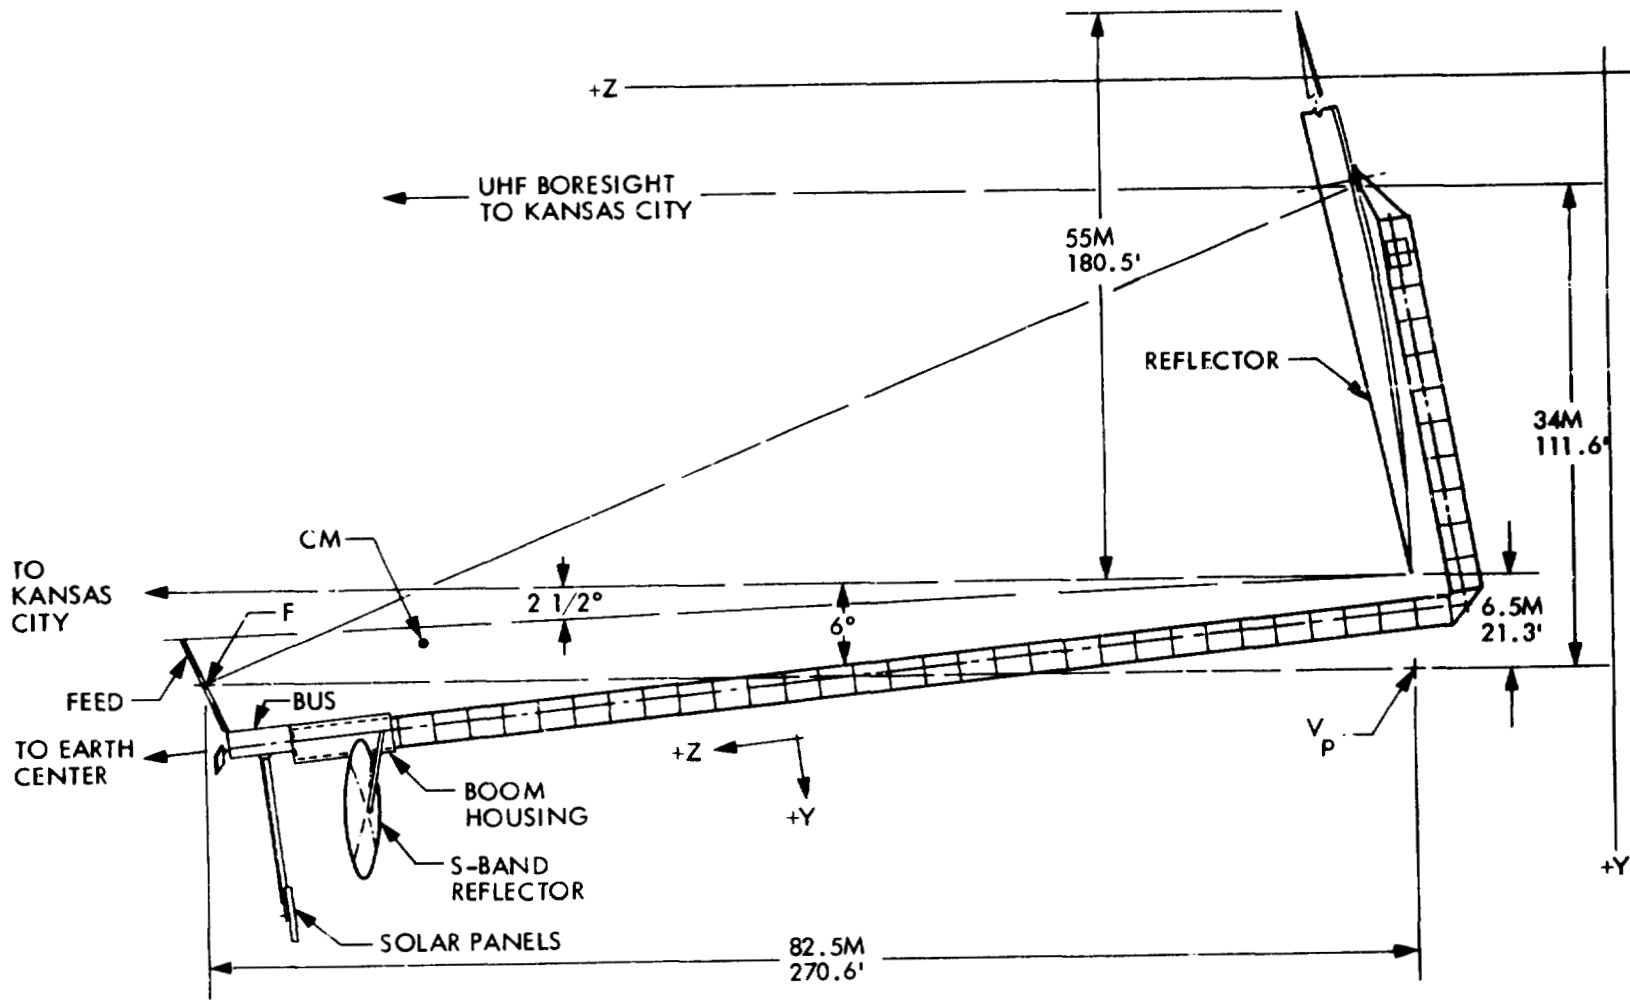 +Z
UHF BORESIGHT
TO KANSAS CITY
55M
180.5'
REFLECTOR
34M
111.6'
CM
TO
KANSAS
CITY
F
2 1/2°
6°
6.5M
21.3'
FEED
BUS
TO EARTH
CENTER
+Z
+Y
Vp
BOOM
HOUSING
S-BAND
REFLECTOR
SOLAR PANELS
+Y
82.5M
270.6'